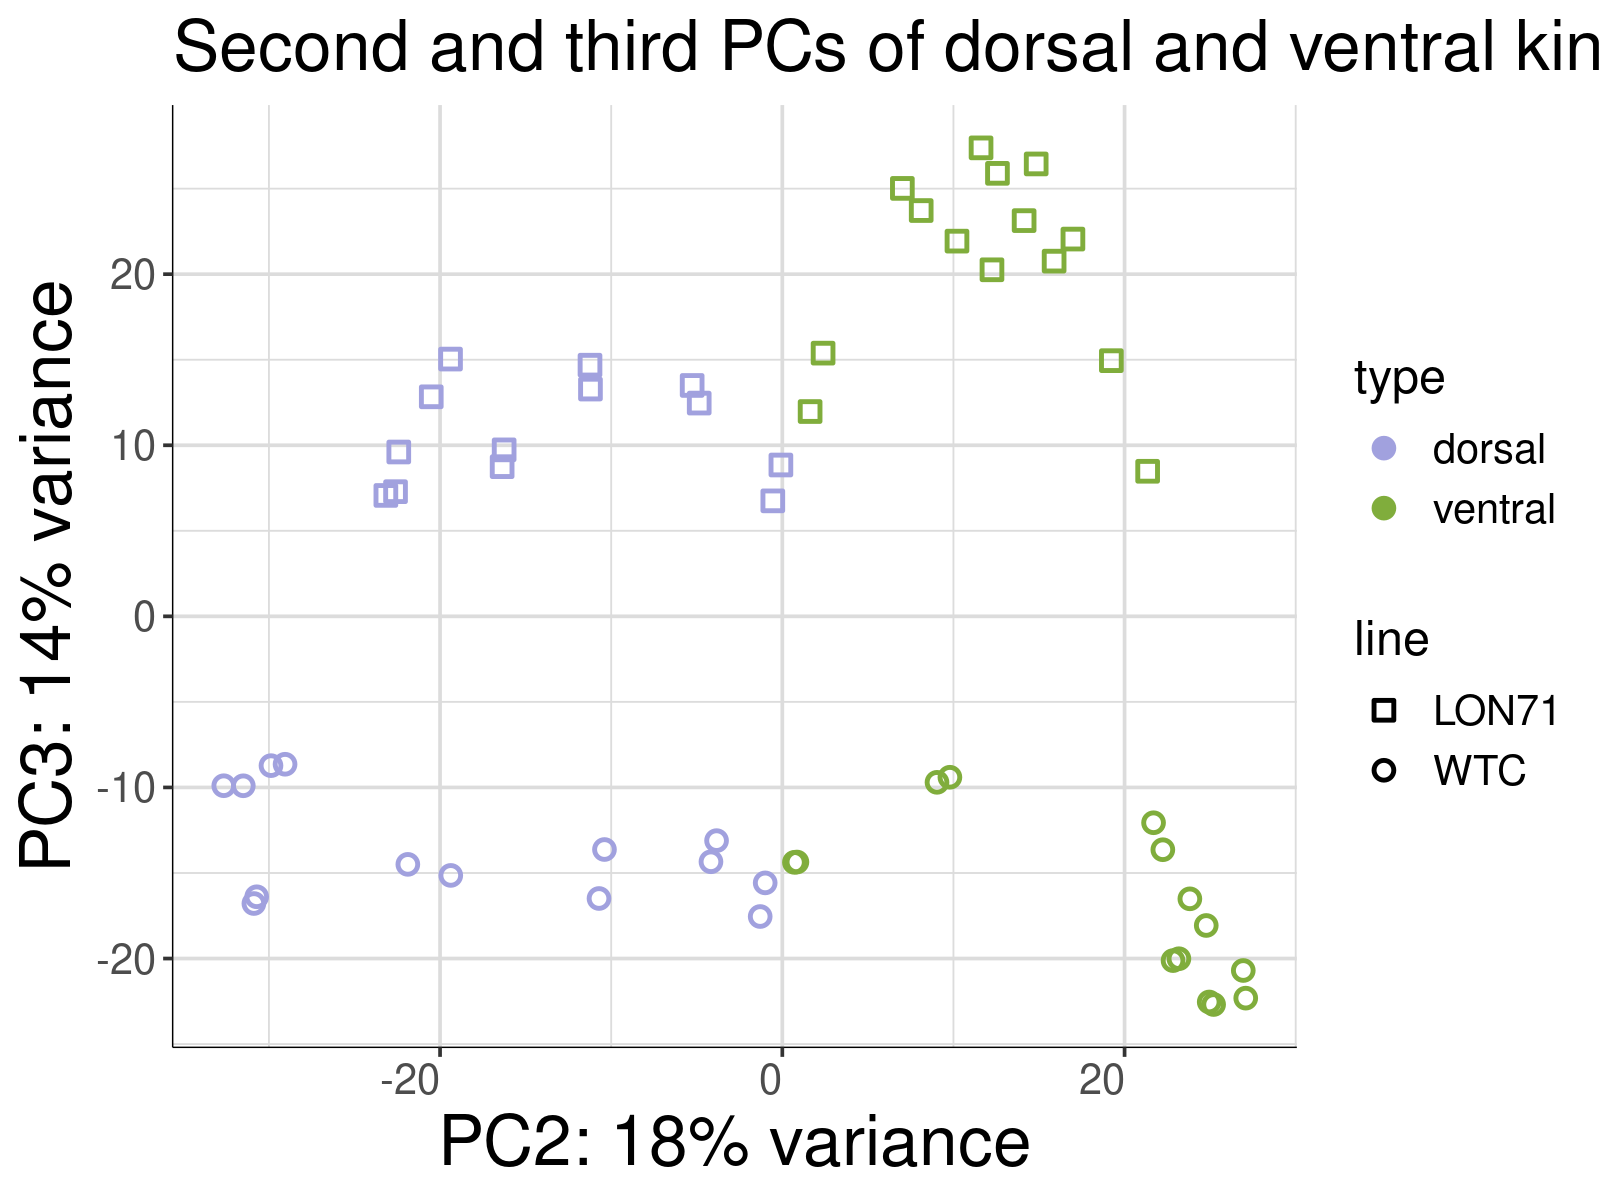 Second and third PCs of dorsal and ventral kin
PC3: 14% variance
20
10
0
-10
-20
-20
0
20
PC2: 18% variance
type
dorsal
ventral
line
LON71
WTC